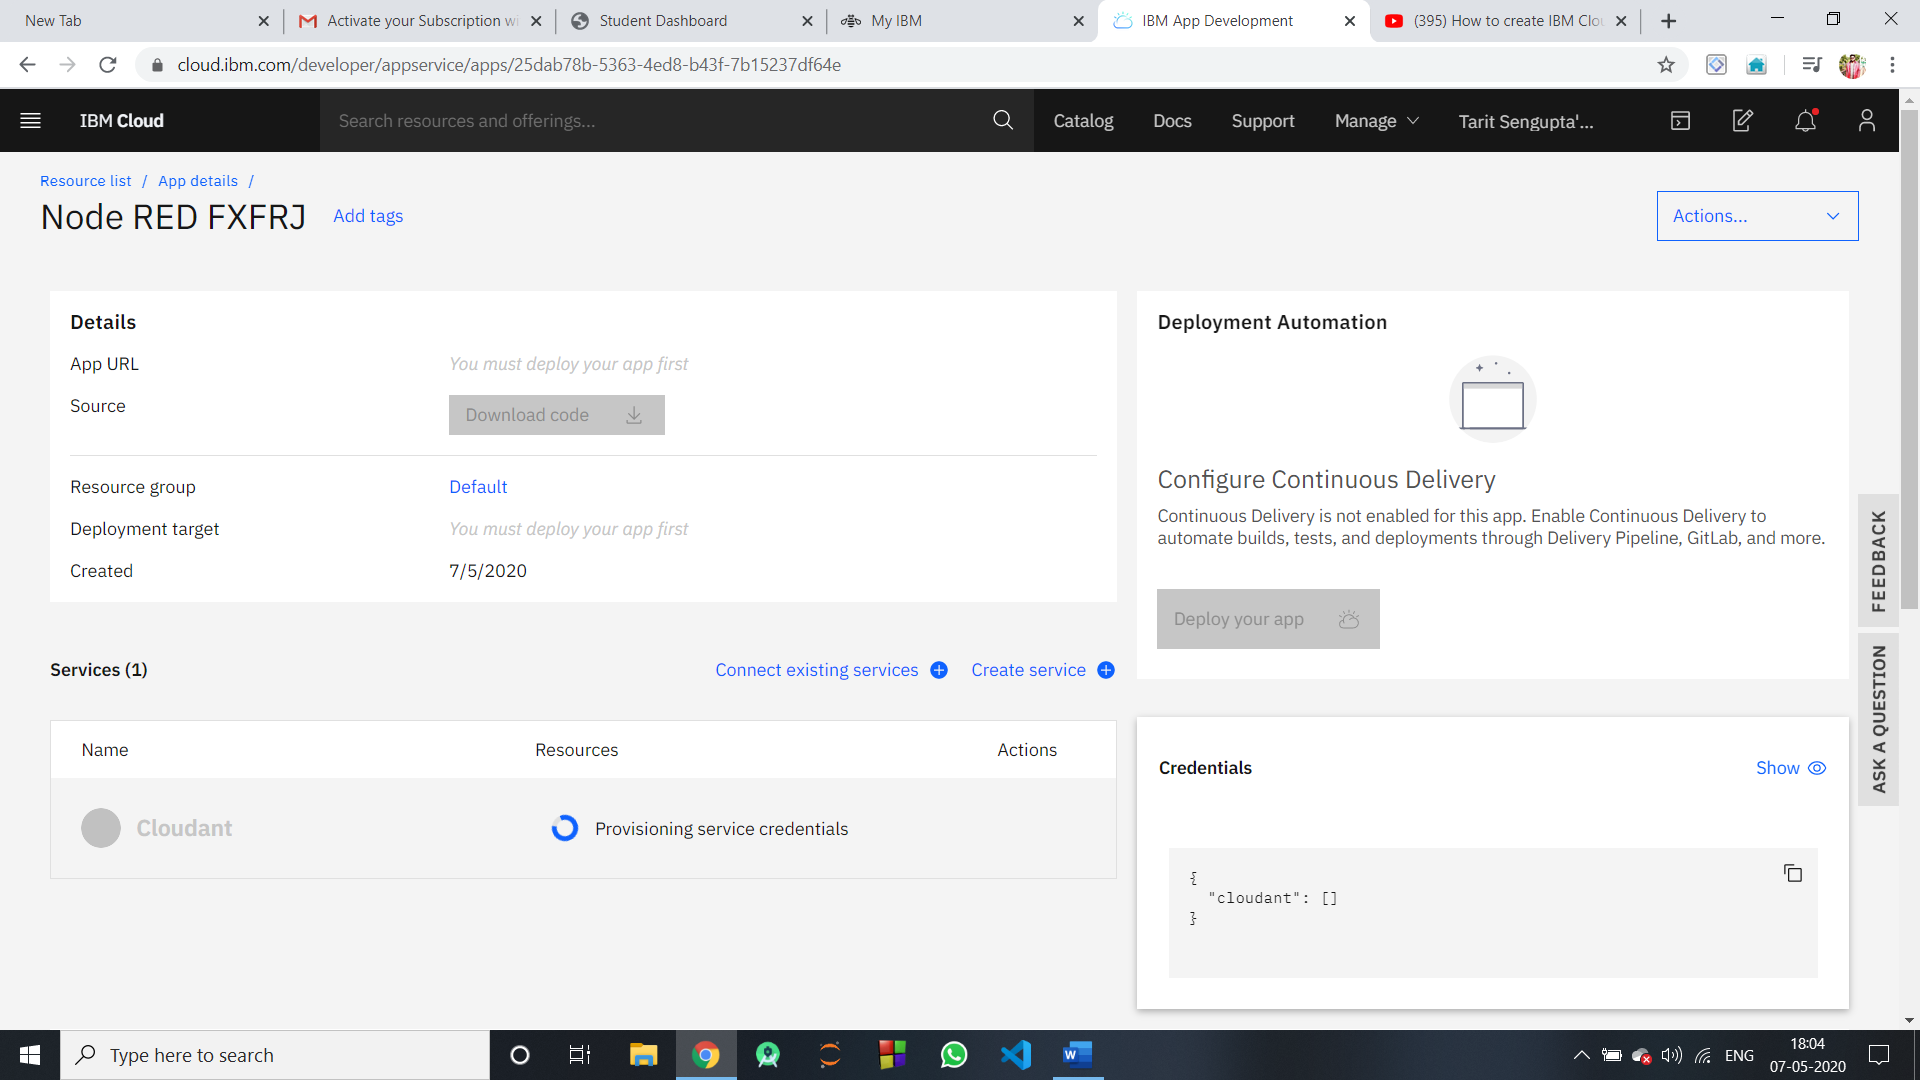 New Tab
Activate your Subscription wi
Student Dashboard
My IBM
IBM App Development
(395) How to create IBM Clou
cloud.ibm.com/developer/appservice/apps/25dab78b-5363-4ed8-b43f-7b15237df64e
IBM Cloud
Search resources and offerings...
Catalog
Docs
Support
Manage
Tarit Sengupta'...
Resource list / App details /
Node RED FXFRJ
Add tags
Actions...
Details
App URL
You must deploy your app first
Source
Download code
Resource group
Default
Deployment target
You must deploy your app first
Created
7/5/2020
Deployment Automation
Configure Continuous Delivery
Continuous Delivery is not enabled for this app. Enable Continuous Delivery to
automate builds, tests, and deployments through Delivery Pipeline, GitLab, and more.
Deploy your app
FEEDBACK
ASK A QUESTION
Services (1)
Connect existing services
Create service
Name
Resources
Actions
Cloudant
Provisioning service credentials
Credentials
Show
{
"cloudant": []
}
Type here to search
ENG
18:04
07-05-2020